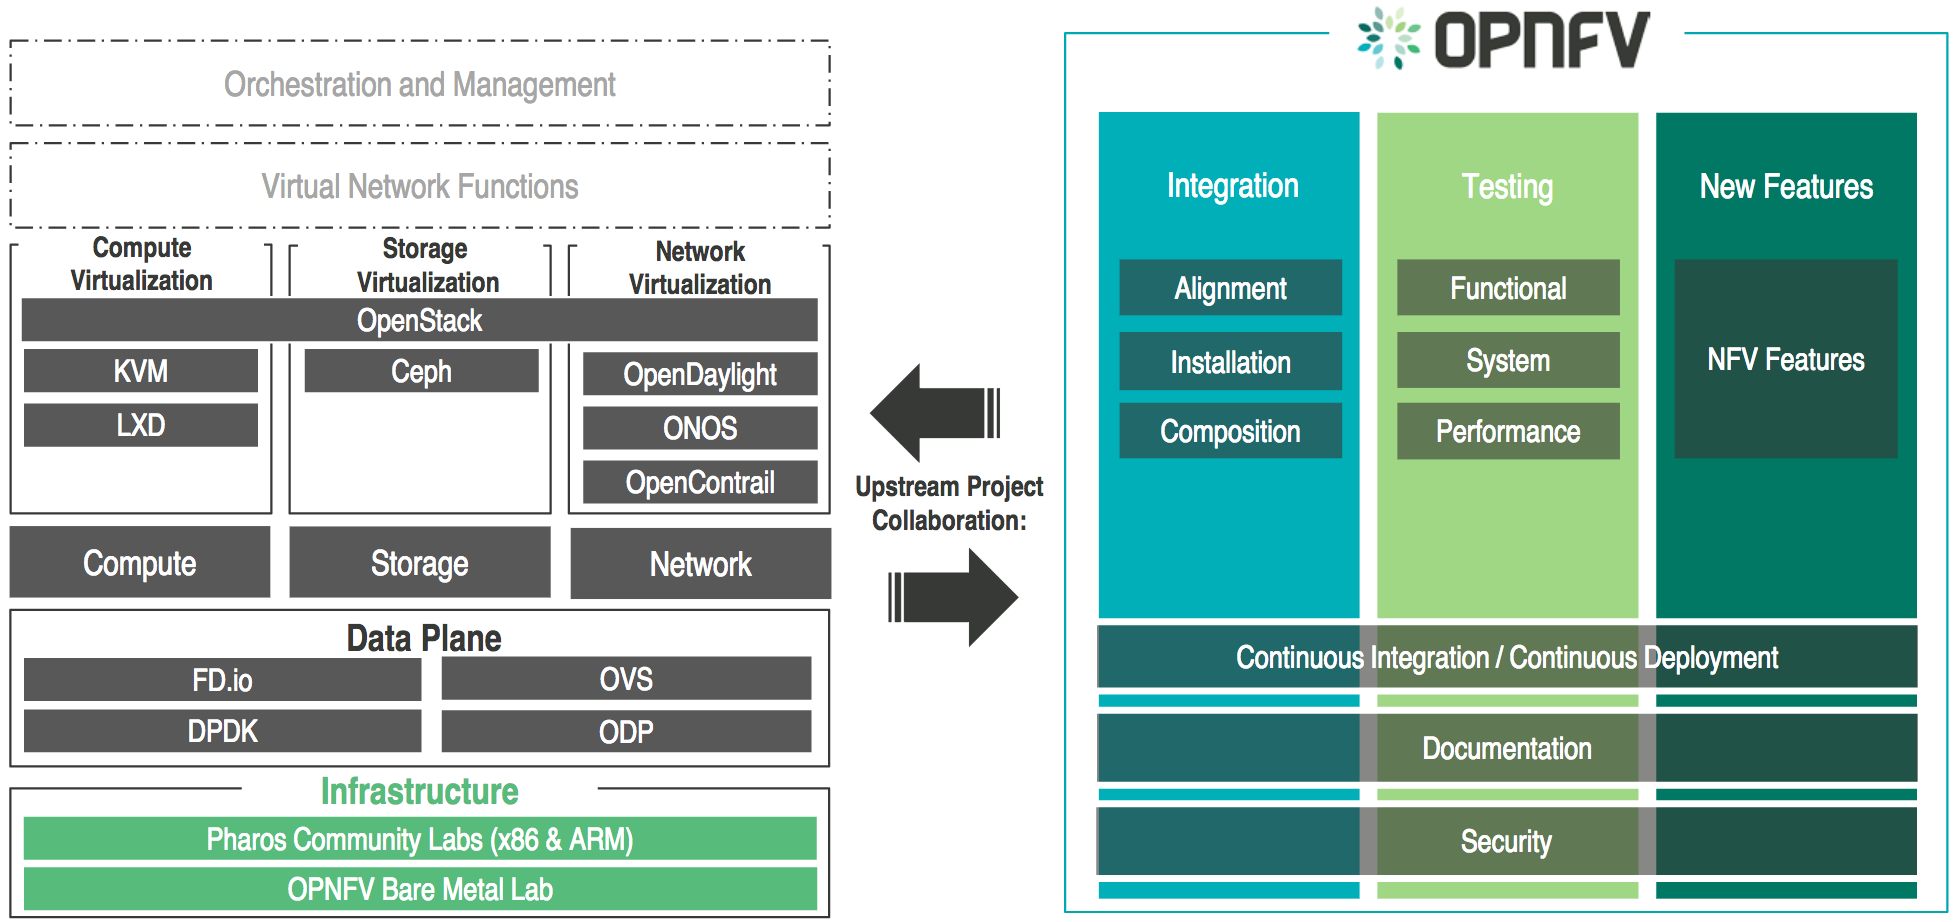 Orchestration and Management
Virtual Network Functions
Compute
Virtualization
Storage
Virtualization
Network
Virtualization
OpenStack
KVM
LXD
Ceph
OpenDaylight
ONOS
OpenContrail
Compute
Storage
Network
Data Plane
FD.io
OVS
DPDK
ODP
Infrastructure
Pharos Community Labs (x86 & ARM)
OPNFV Bare Metal Lab
Upstream Project
Collaboration:
OPNFV
Integration
Alignment
Installation
Composition
Testing
Functional
System
Performance
New Features
NFV Features
Continuous Integration / Continuous Deployment
Documentation
Security